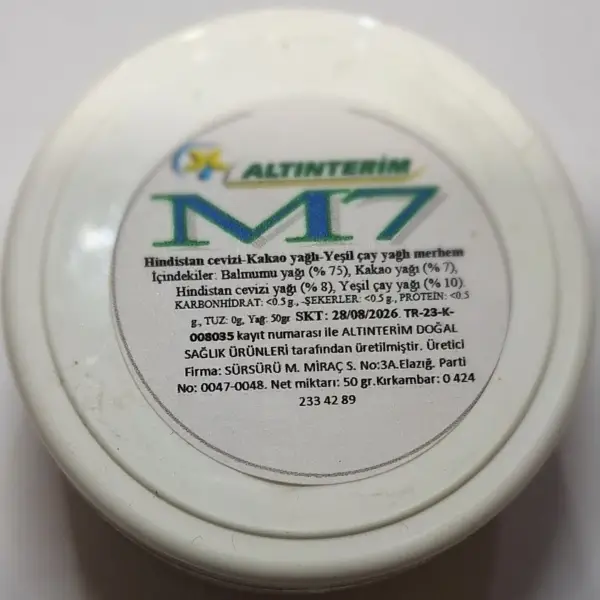 ALTINTERİM
M7
Hindistan cevizi-Kakao yağlı-Yeşil çay yağlı merhem
İçindekiler: Balmumu yağı (% 75), Kakao yağı (% 7),
Hindistan cevizi yağı (% 8), Yeşil çay yağı (% 10).
KARBONHİDRAT: <0.5 g., -ŞEKERLER: <0.5 g., PROTEIN: <0.5
g., TUZ: 0g, Yağ: 50gr SKT: 28/08/2026. TR-23-K-
008035 kayıt numarası ile ALTINTERİM DOĞAL
SAĞLIK ÜRÜNLERİ tarafından üretilmiştir. Üretici
Firma: SÜRSÜRÜ M. MİRAÇ S. No:3A.Elazığ. Parti
No: 0047-0048. Net miktarı: 50 gr.Kırkambar: 0 424
233 42 89